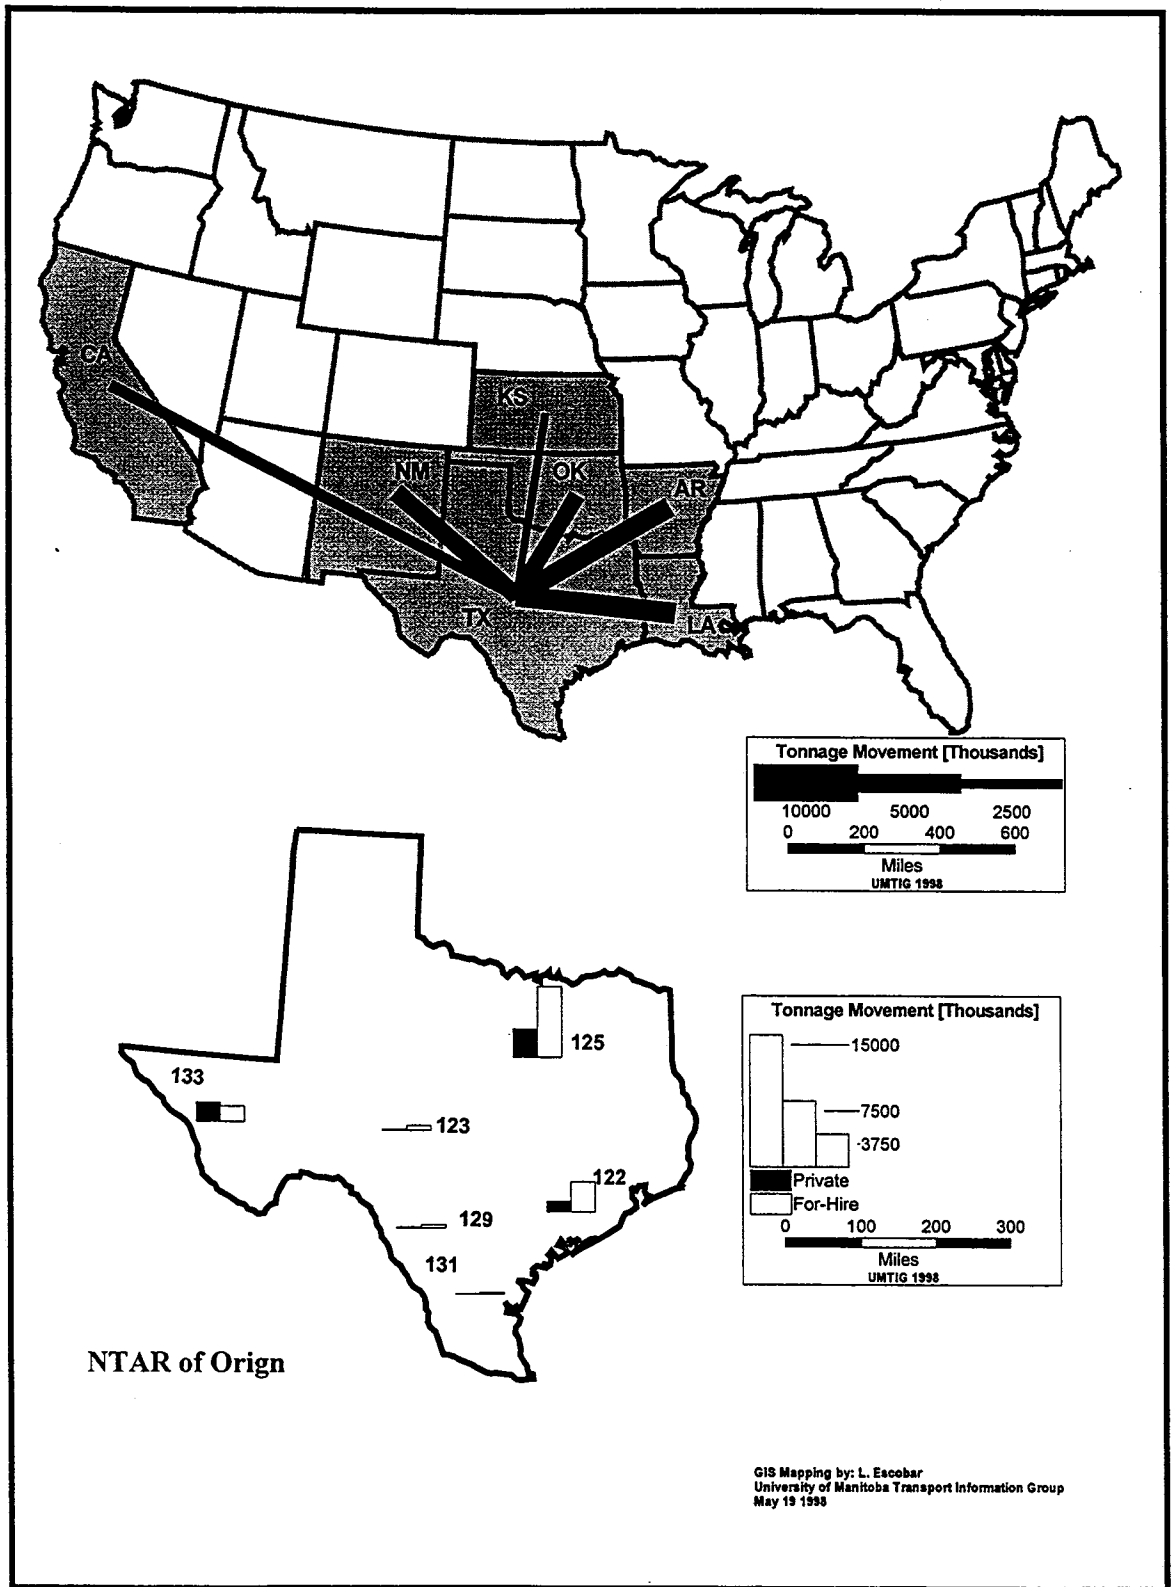 CA
KS
NM
OK
AR
TX
LA
Tonnage Movement [Thousands]
10000 5000 2500
0 200 400 600
Miles
UMTIG 1998
Tonnage Movement [Thousands]
15000
7500
3750
Private
For-Hire
0 100 200 300
Miles
UMTIG 1998
125
133
123
122
129
131
NTAR of Orign
GIS Mapping by: L. Escobar
University of Manitoba Transport Information Group
May 19 1998